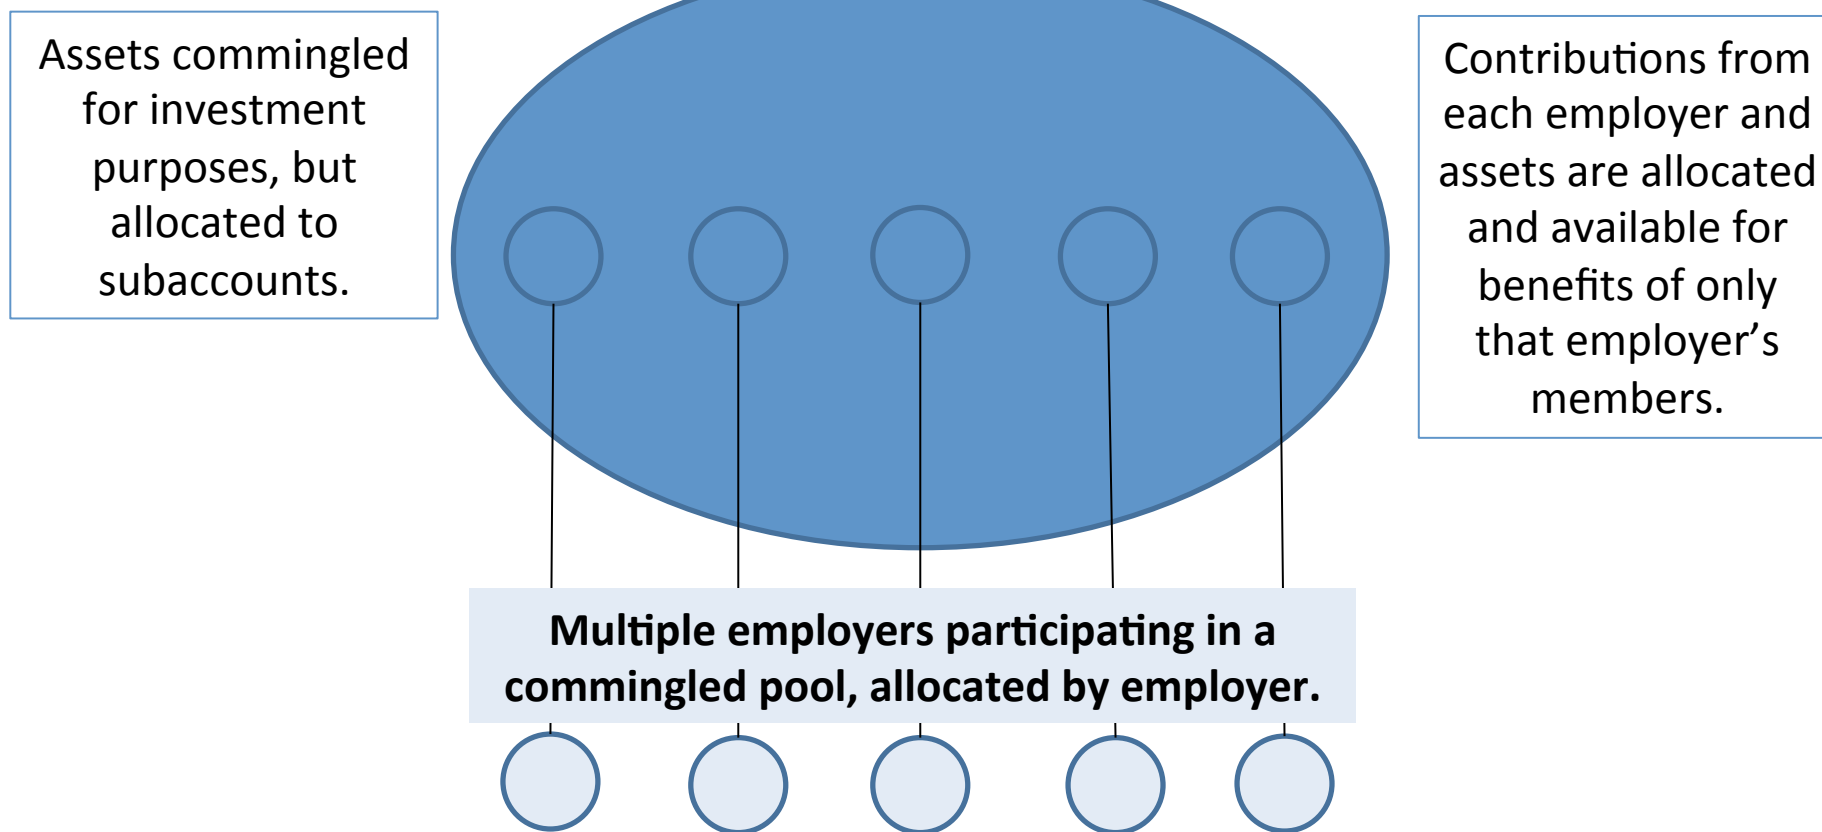 Assets commingled
for investment
purposes, but
allocated to
subaccounts.
Contributions from
each employer and
assets are allocated
and available for
benefits of only
that employer’s
members.
Multiple employers participating in a
commingled pool, allocated by employer.